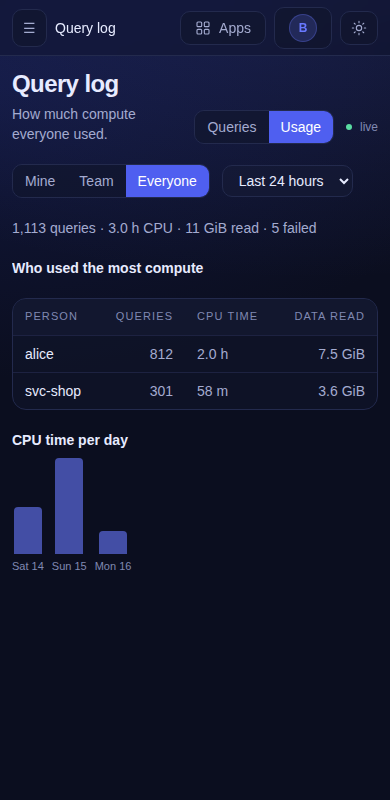 ☰ Query log Apps B
Query log
How much compute
everyone used.
Queries Usage live
Mine Team Everyone Last 24 hours
1,113 queries · 3.0 h CPU · 11 GiB read · 5 failed
Who used the most compute
PERSON QUERIES CPU TIME DATA READ
alice 812 2.0 h 7.5 GiB
svc-shop 301 58 m 3.6 GiB
CPU time per day
Sat 14 Sun 15 Mon 16